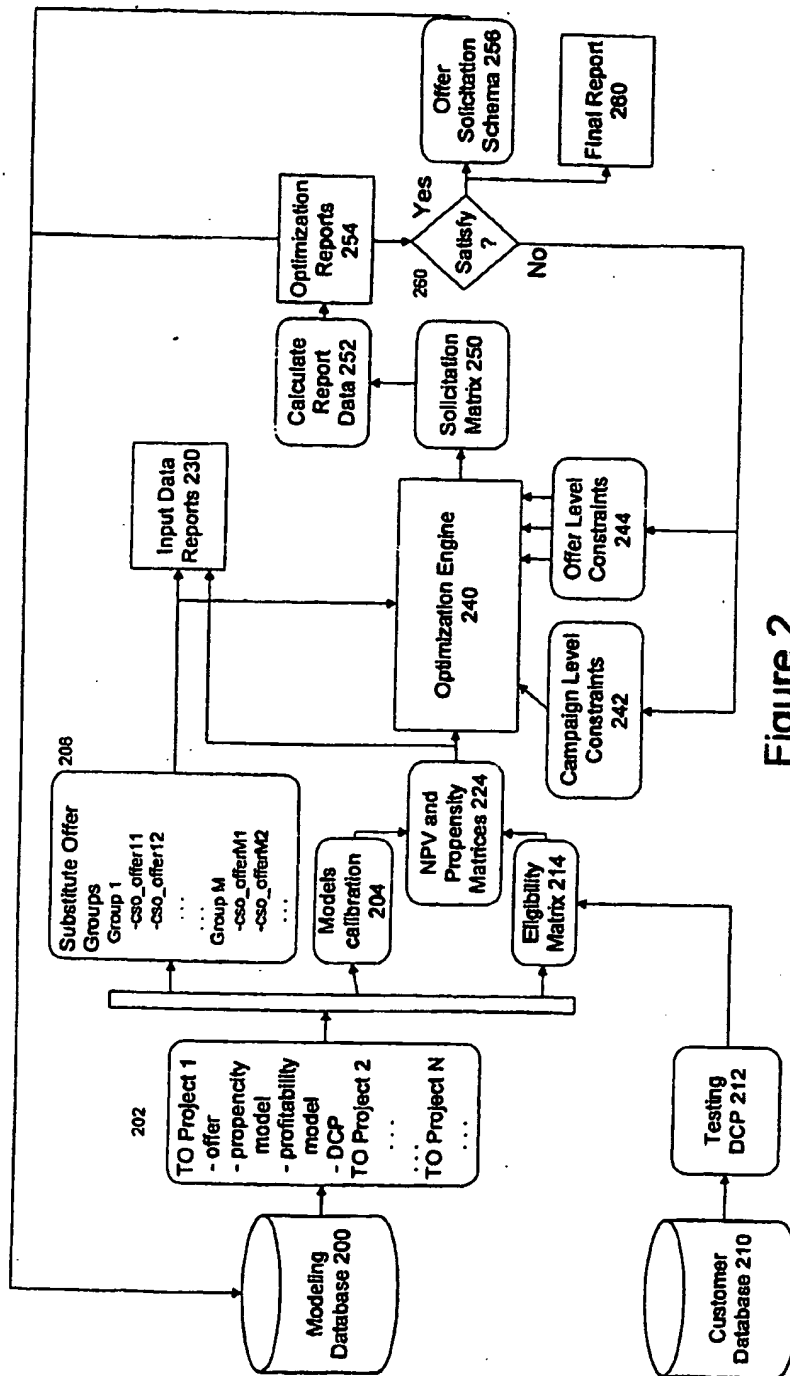 Modeling
Database 200
202
TO Project 1
- offer
- propencity
model
- profitability
model
- DCP
TO Project 2
. . .
. . .
TO Project N
. . .
Customer
Database 210
Testing
DCP 212
208
Substitute Offer
Groups
Group 1
-cso_offer11
-cso_offer12
. . .
. . .
Group M
-cso_offerM1
-cso_offerM2
. . .
Models
calibration
204
Eligibility
Matrix 214
NPV and
Propensity
Matrices 224
Input Data
Reports 230
Optimization Engine
240
Campaign Level
Constraints
242
Offer Level
Constraints
244
Solicitation
Matrix 250
Calculate
Report
Data 252
Optimization
Reports
254
260
Satisfy
?
Yes
No
Offer
Solicitation
Schema 256
Final Report
260
Figure 2